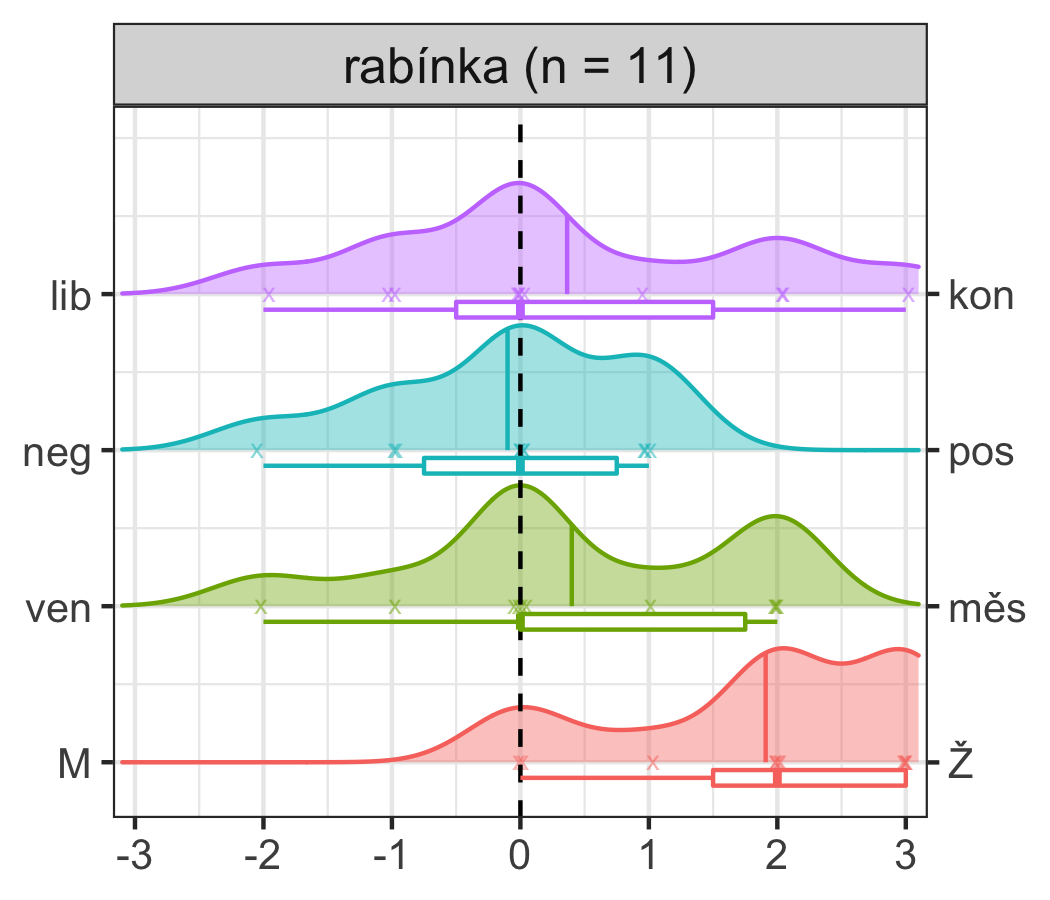 rabínka (n = 11)
lib kon
neg pos
ven měs
M Ž
-3 -2 -1 0 1 2 3